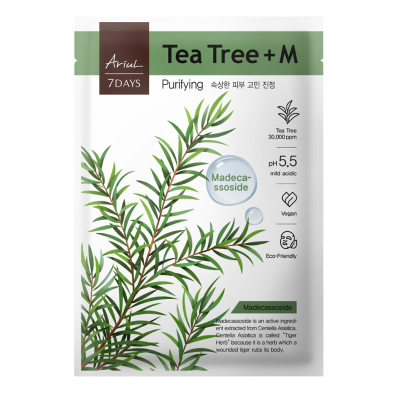 Ariul
7DAYS
Tea Tree + M
Purifying 속상한 피부 고민 진정
Tea Tree
30,000 ppm
pH 5.5
mild acidic
Vegan
Eco-Friendly
Madeca-
ssoside
Madecassoside
Madecassoside is an active ingredi-
ent extracted from Centella Asiatica,
Centella Asiatica is called "Tiger
Herb" because it is a herb which a
wounded tiger rubs its body.